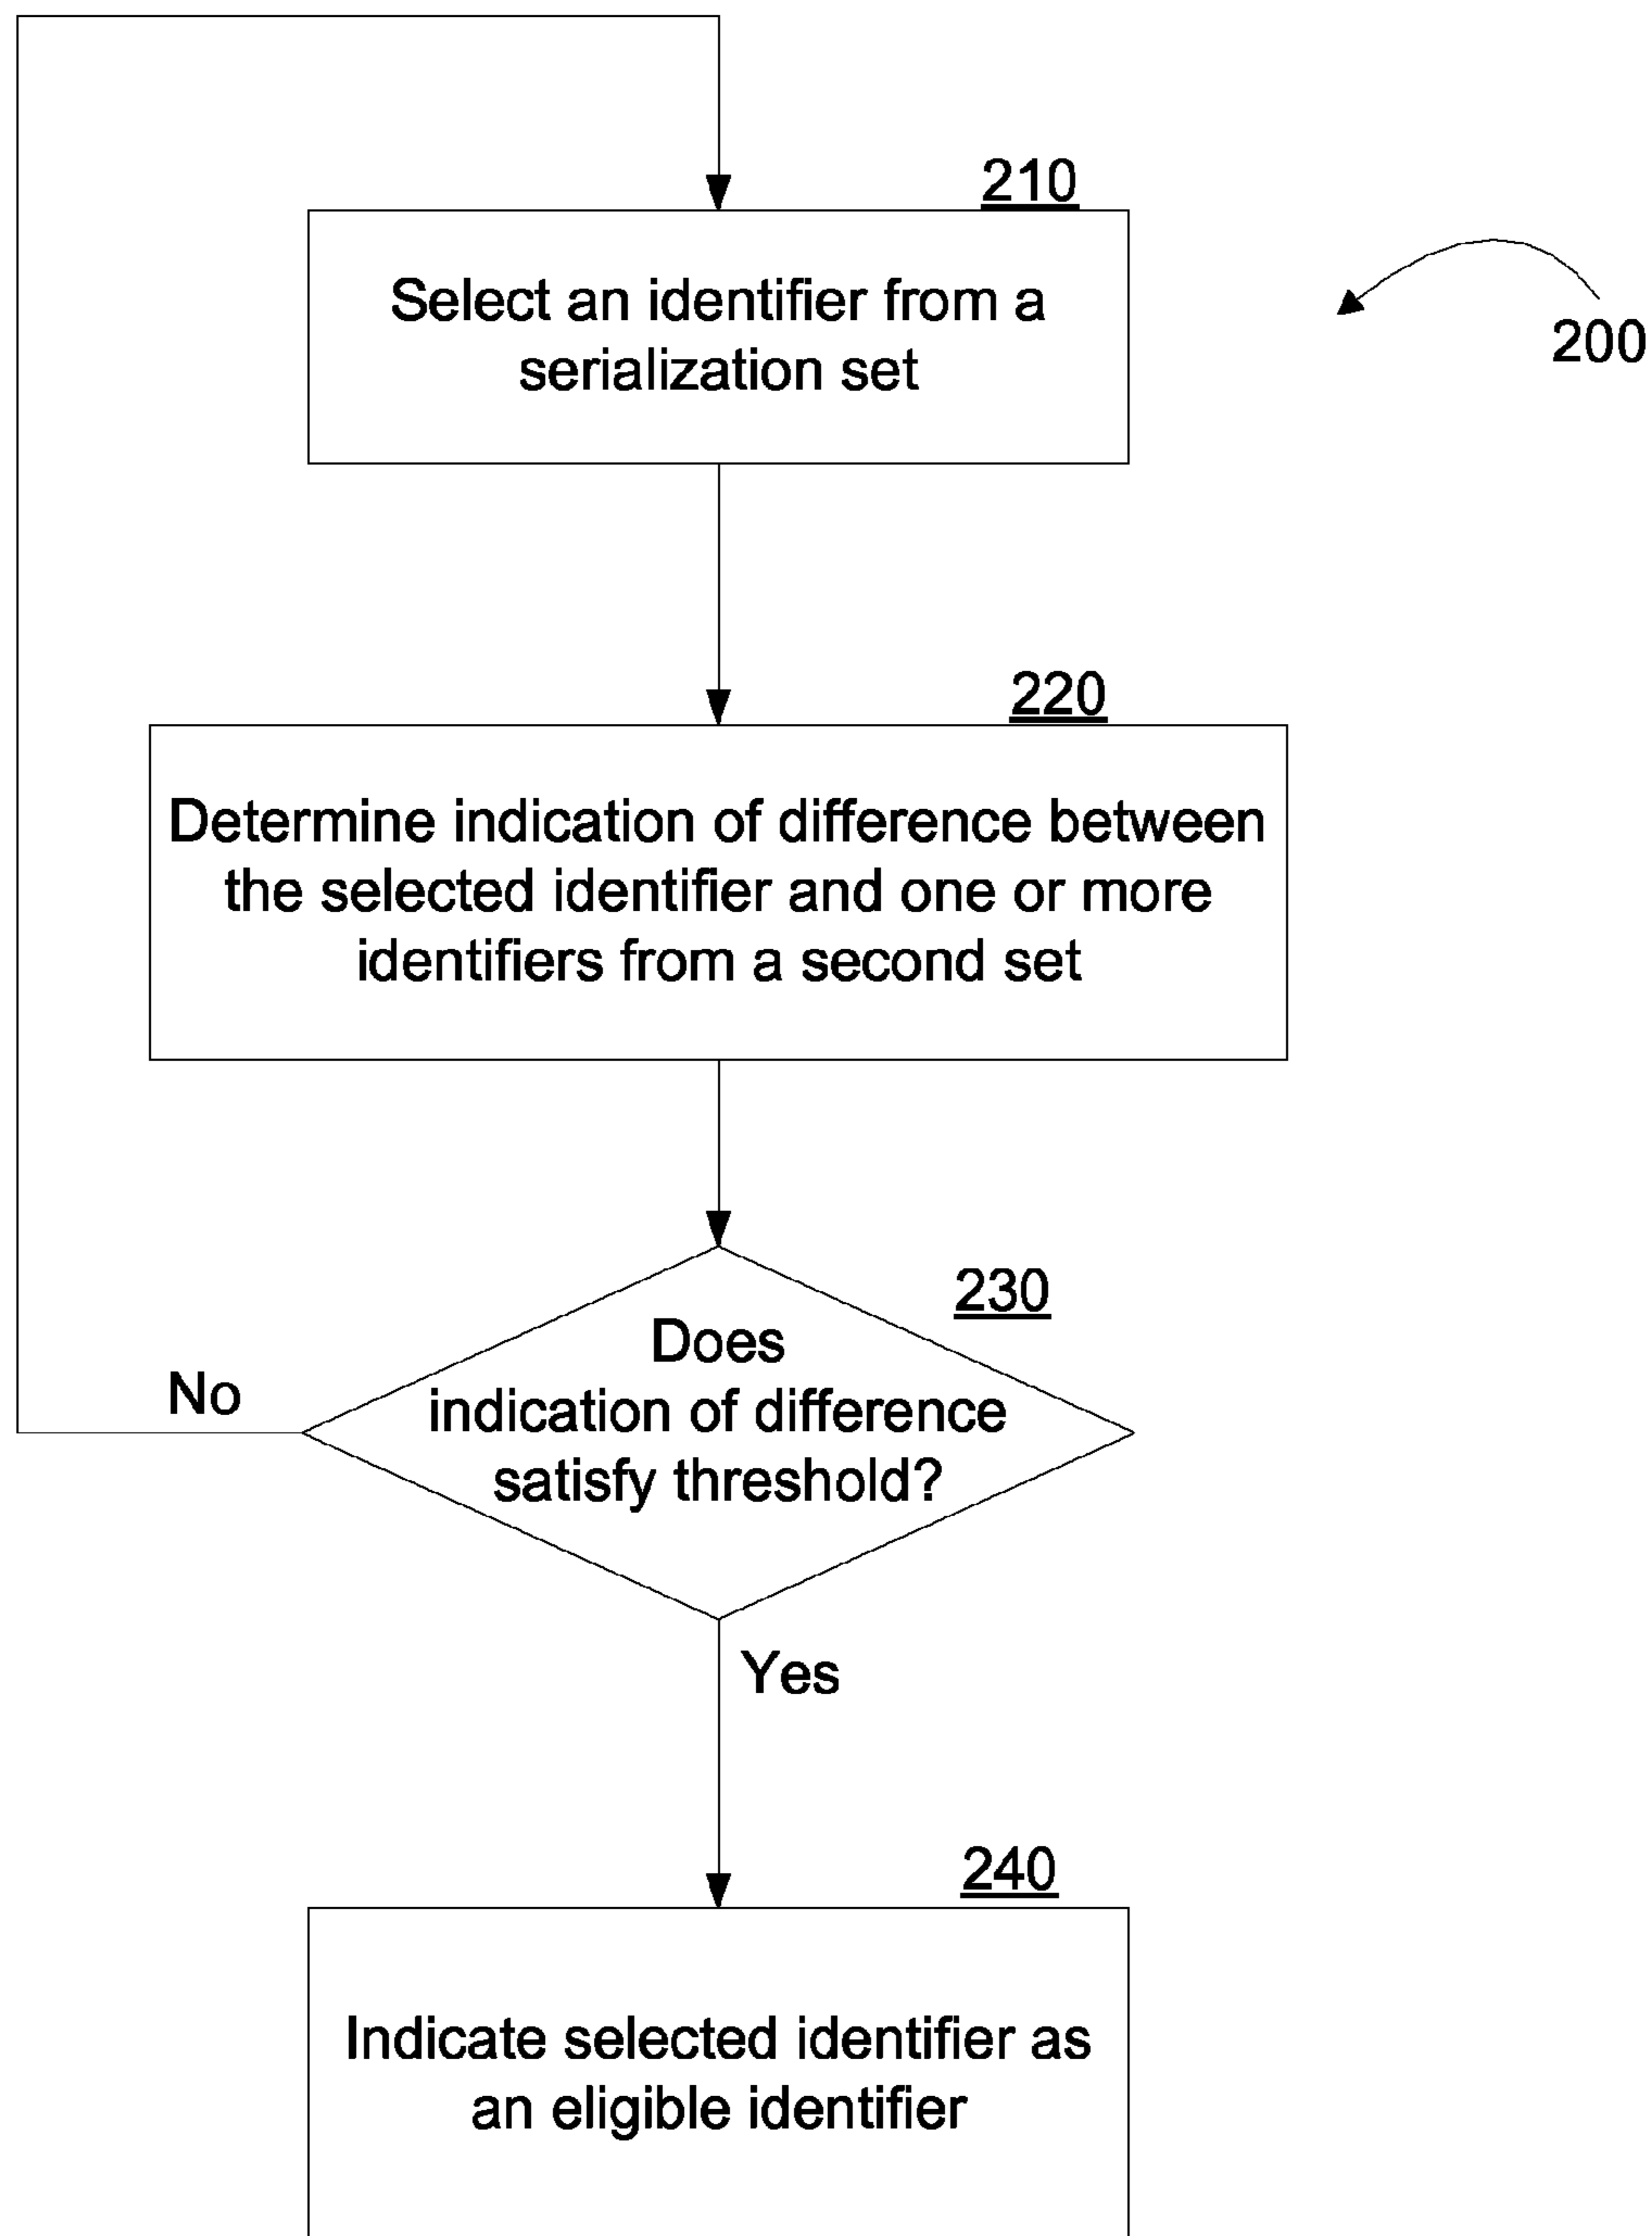 210
Select an identifier from a
serialization set
200
220
Determine indication of difference between
the selected identifier and one or more
identifiers from a second set
230
Does
indication of difference
satisfy threshold?
No
Yes
240
Indicate selected identifier as
an eligible identifier